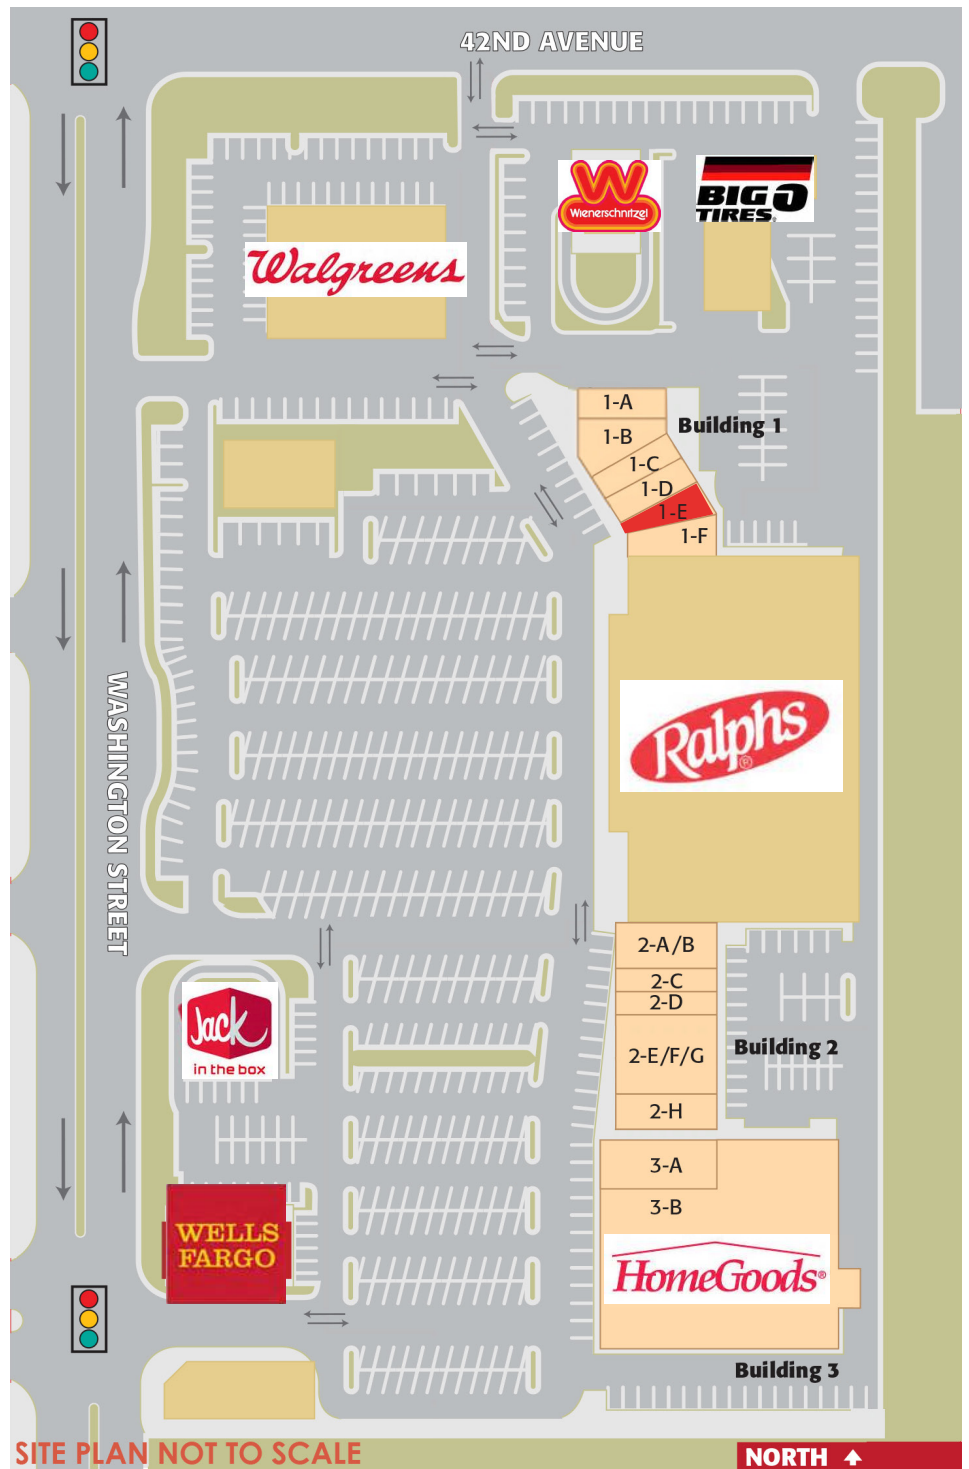 42ND AVENUE
W
Wienerschnitzel
BIG O
TIRES®
Walgreens
1-A
Building 1
1-B
1-C
1-D
1-E
1-F
Ralphs
®
WASHINGTON STREET
2-A/B
2-C
2-D
2-E/F/G
Building 2
2-H
Jack
in the box
3-A
3-B
WELLS
FARGO
HomeGoods®
Building 3
SITE PLAN NOT TO SCALE
NORTH